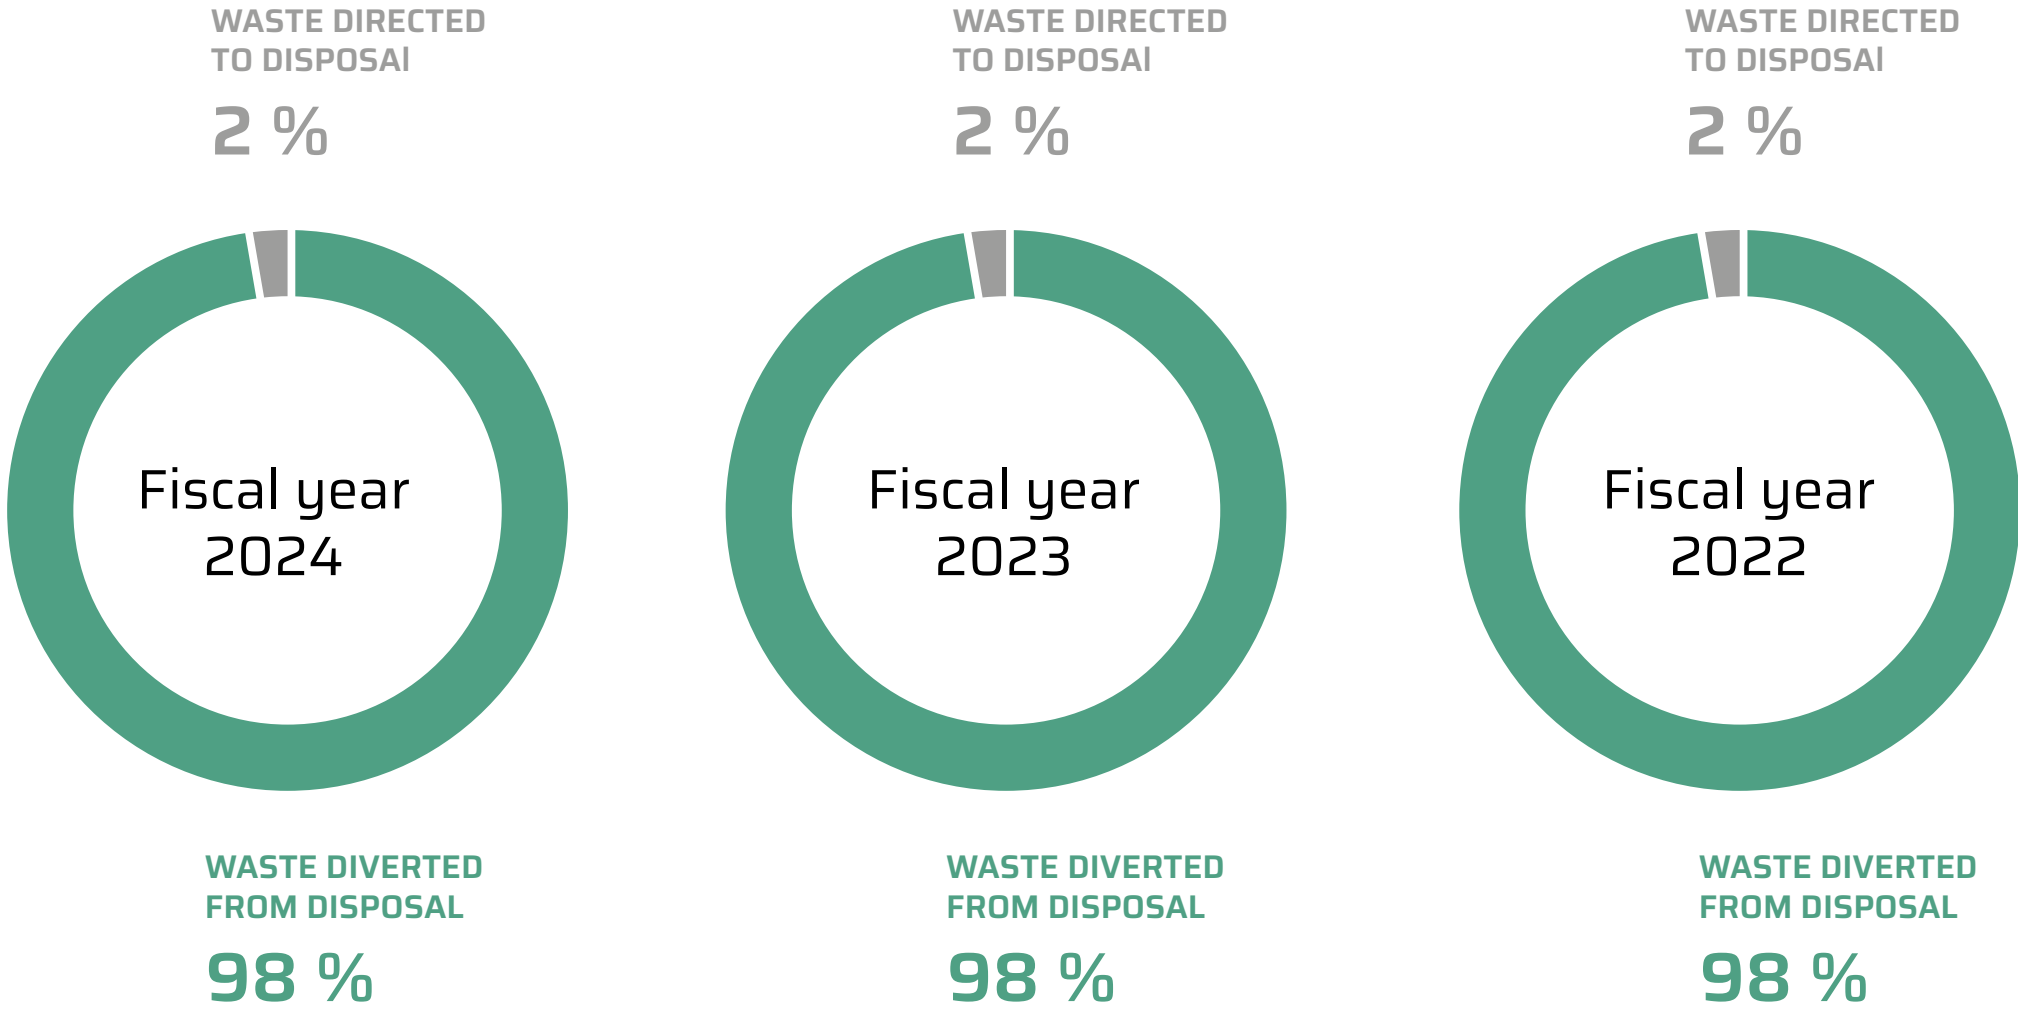 WASTE DIRECTED
TO DISPOSAl
2 %
Fiscal year
2024
WASTE DIVERTED
FROM DISPOSAL
98 %
WASTE DIRECTED
TO DISPOSAl
2 %
Fiscal year
2023
WASTE DIVERTED
FROM DISPOSAL
98 %
WASTE DIRECTED
TO DISPOSAl
2 %
Fiscal year
2022
WASTE DIVERTED
FROM DISPOSAL
98 %